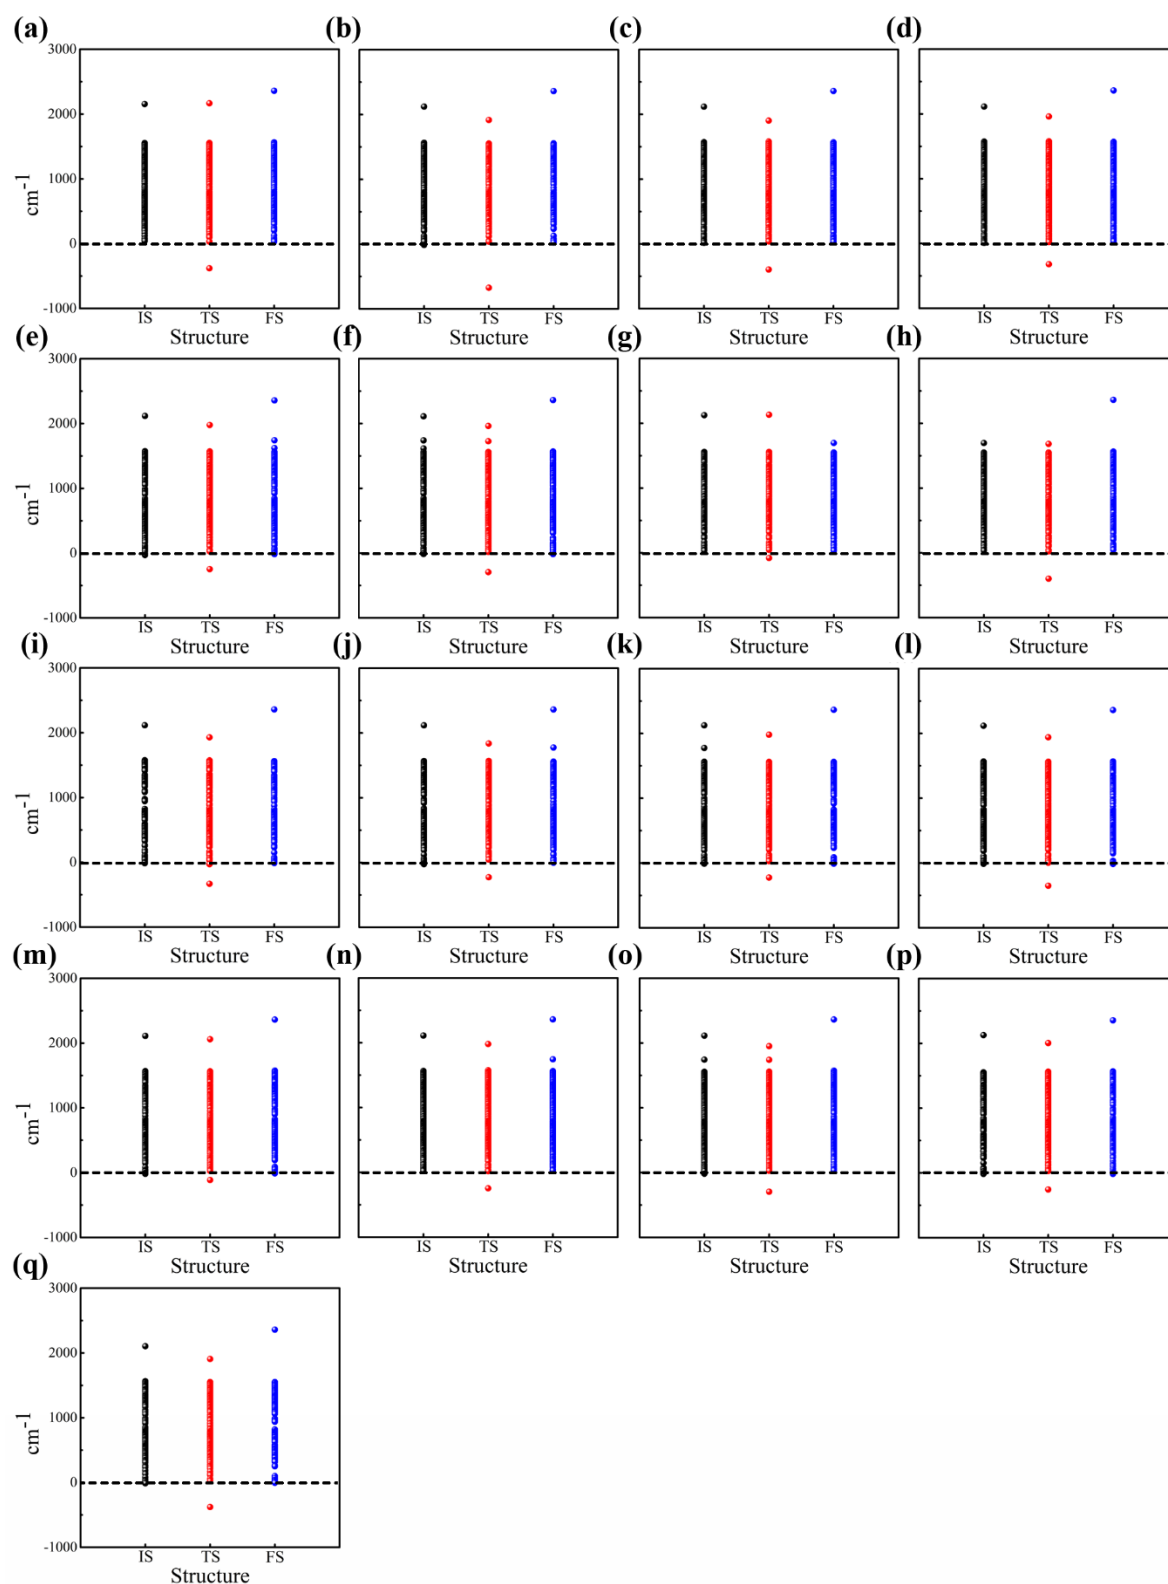 (a) (b) (c) (d)
3000
2000
1000
0
-1000
cm-1
IS TS FS IS TS FS IS TS FS IS TS FS
Structure Structure Structure Structure
(e) (f) (g) (h)
3000
2000
1000
0
-1000
cm-1
IS TS FS IS TS FS IS TS FS IS TS FS
Structure Structure Structure Structure
(i) (j) (k) (l)
3000
2000
1000
0
-1000
cm-1
IS TS FS IS TS FS IS TS FS IS TS FS
Structure Structure Structure Structure
(m) (n) (o) (p)
3000
2000
1000
0
-1000
cm-1
IS TS FS IS TS FS IS TS FS IS TS FS
Structure Structure Structure Structure
(q)
3000
2000
1000
0
-1000
cm-1
IS TS FS
Structure